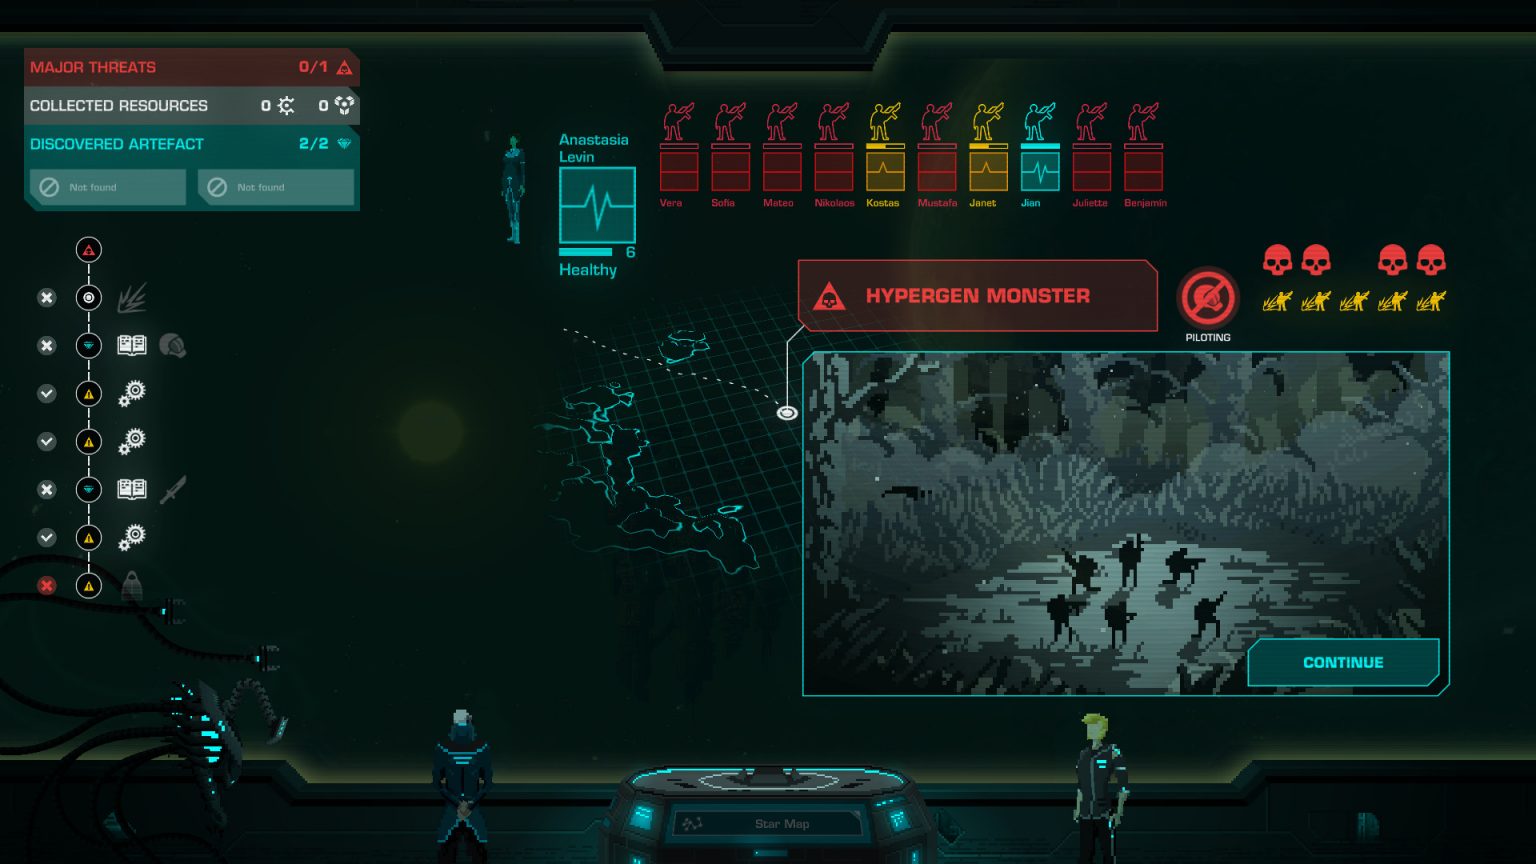 MAJOR THREATS 0/1
COLLECTED RESOURCES 0 0
DISCOVERED ARTEFACT 2/2
Not found Not found
Anastasia
Levin
6
Healthy
Vera Sofia Mateo Nikolaos Kostas Mustafa Janet Jian Juliette Benjamin
HYPERGEN MONSTER
PILOTING
CONTINUE
Star Map